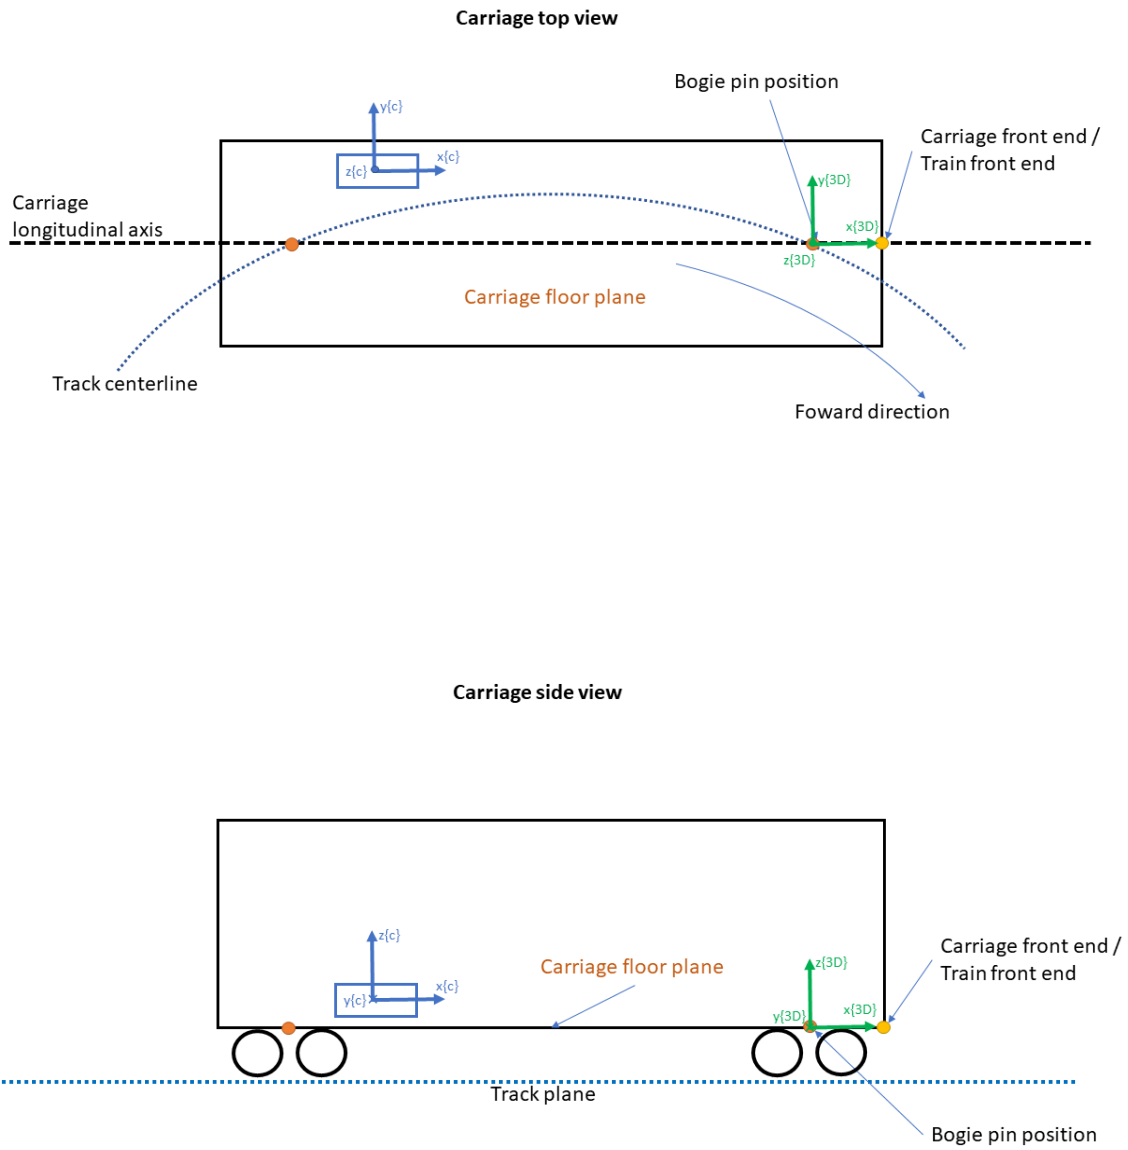 Carriage top view
Bogie pin position
y{c}
Carriage front end /
Train front end
x{c}
z{c}
y{3D}
Carriage
longitudinal axis
x{3D}
z{3D}
Carriage floor plane
Track centerline
Foward direction
Carriage side view
z{c}
Carriage front end /
Train front end
Carriage floor plane
z{3D}
x{c}
y{c}
x{3D}
y{3D}
Track plane
Bogie pin position